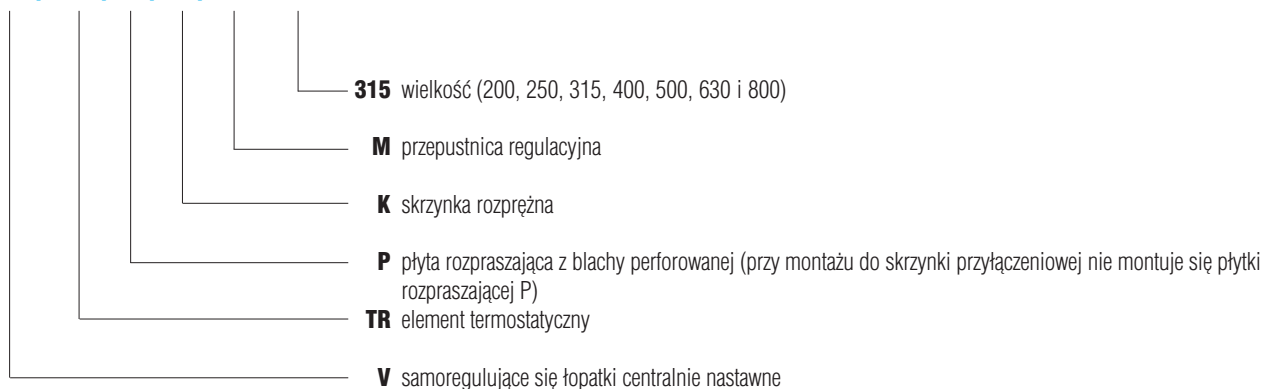 315 wielkość (200, 250, 315, 400, 500, 630 i 800)
M przepustnica regulacyjna
K skrzynka rozprężna
P płyta rozpraszająca z blachy perforowanej (przy montażu do skrzynki przyłączeniowej nie montuje się płytki
rozpraszającej P)
TR element termostatyczny
V samoregulujące się łopatki centralnie nastawne